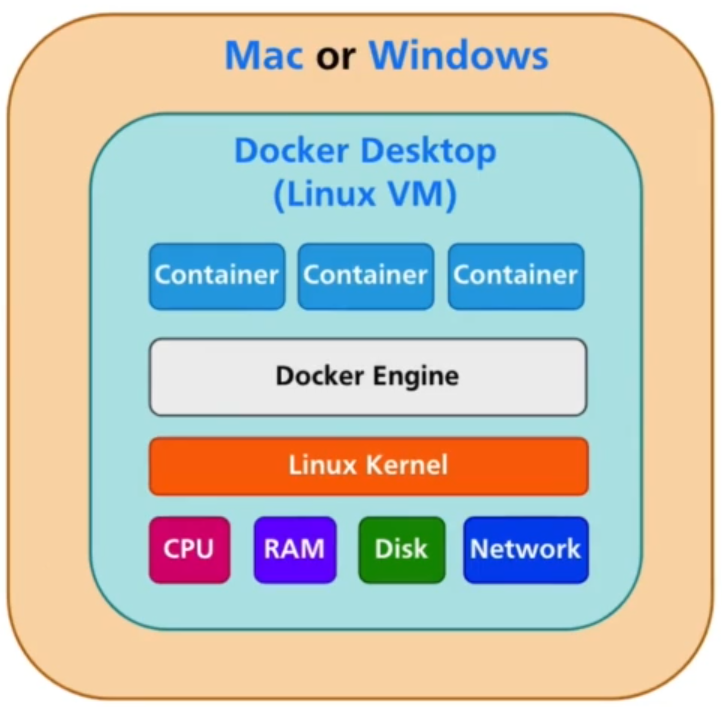 Mac or Windows
Docker Desktop
(Linux VM)
Container Container Container
Docker Engine
Linux Kernel
CPU RAM Disk Network